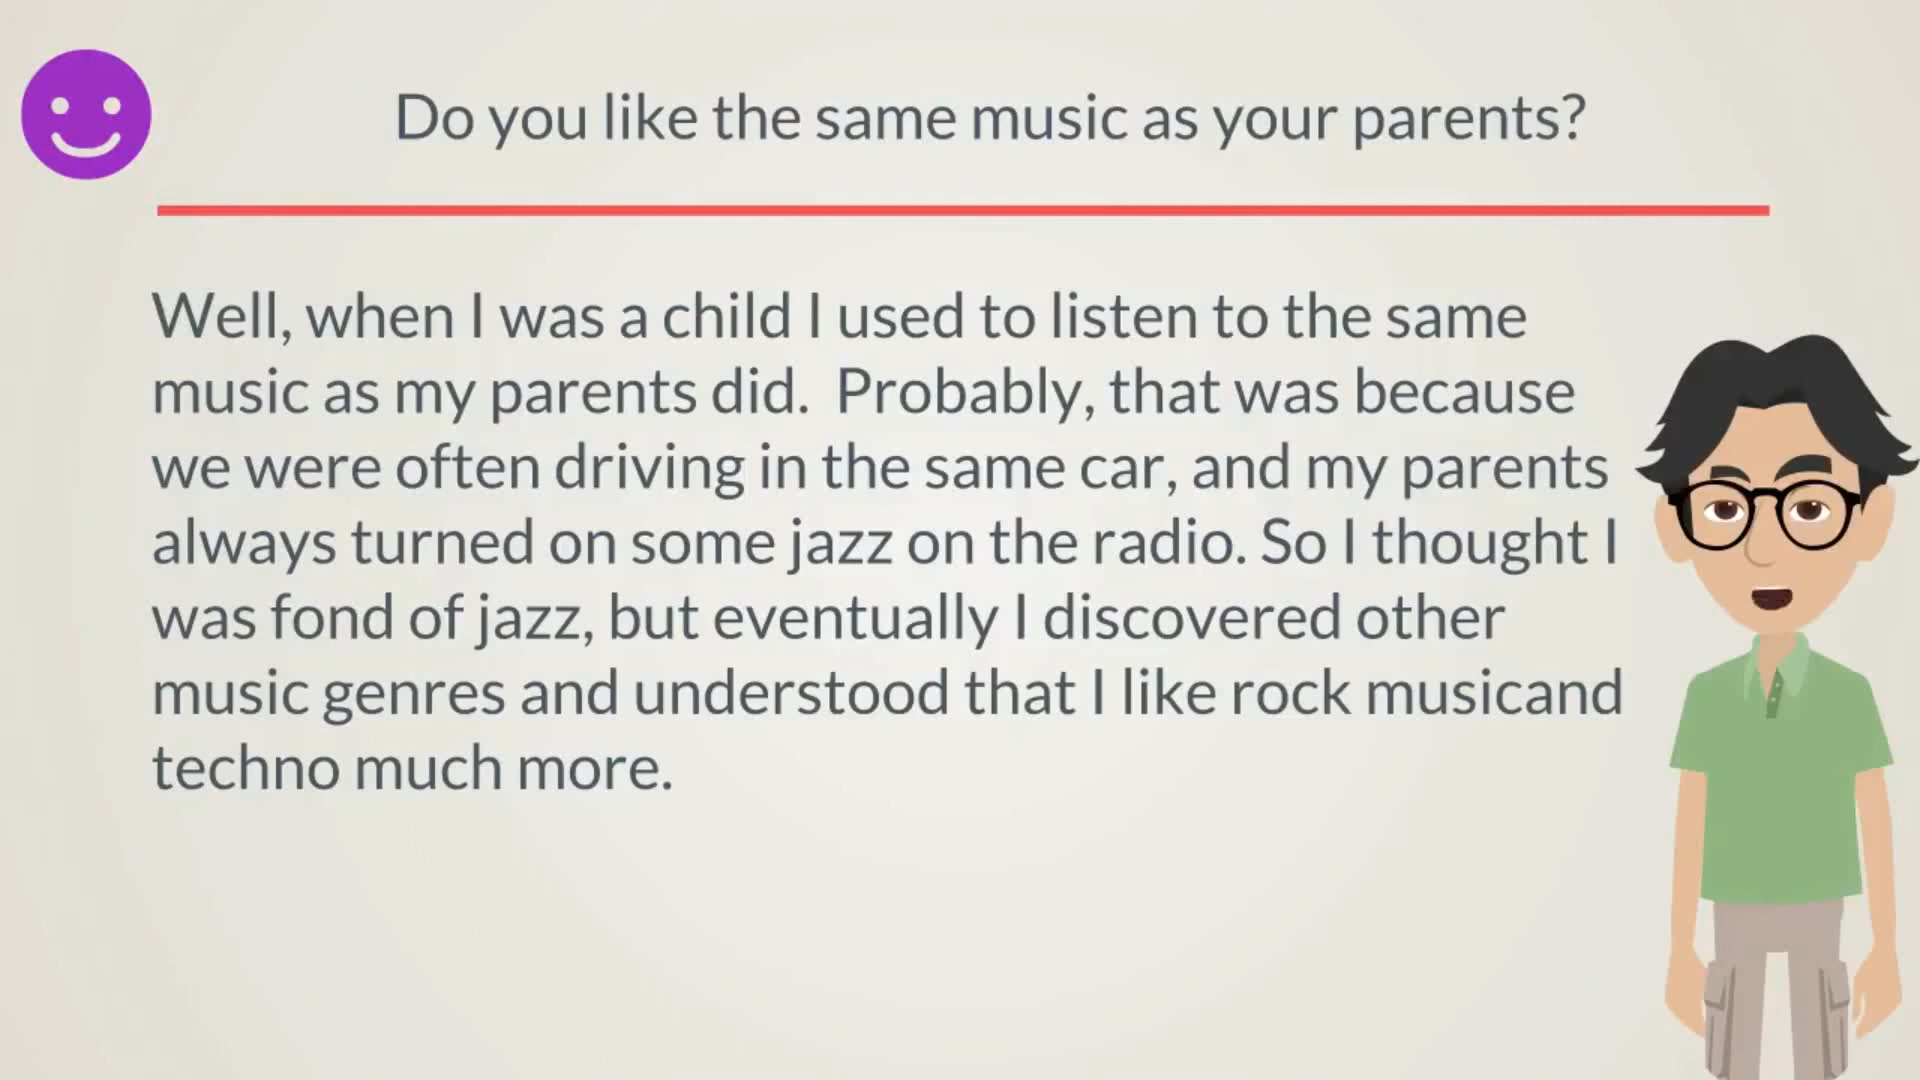 Do you like the same music as your parents?
Well, when I was a child I used to listen to the same
music as my parents did.  Probably, that was because
we were often driving in the same car, and my parents
always turned on some jazz on the radio. So I thought I
was fond of jazz, but eventually I discovered other
music genres and understood that I like rock musicand
techno much more.